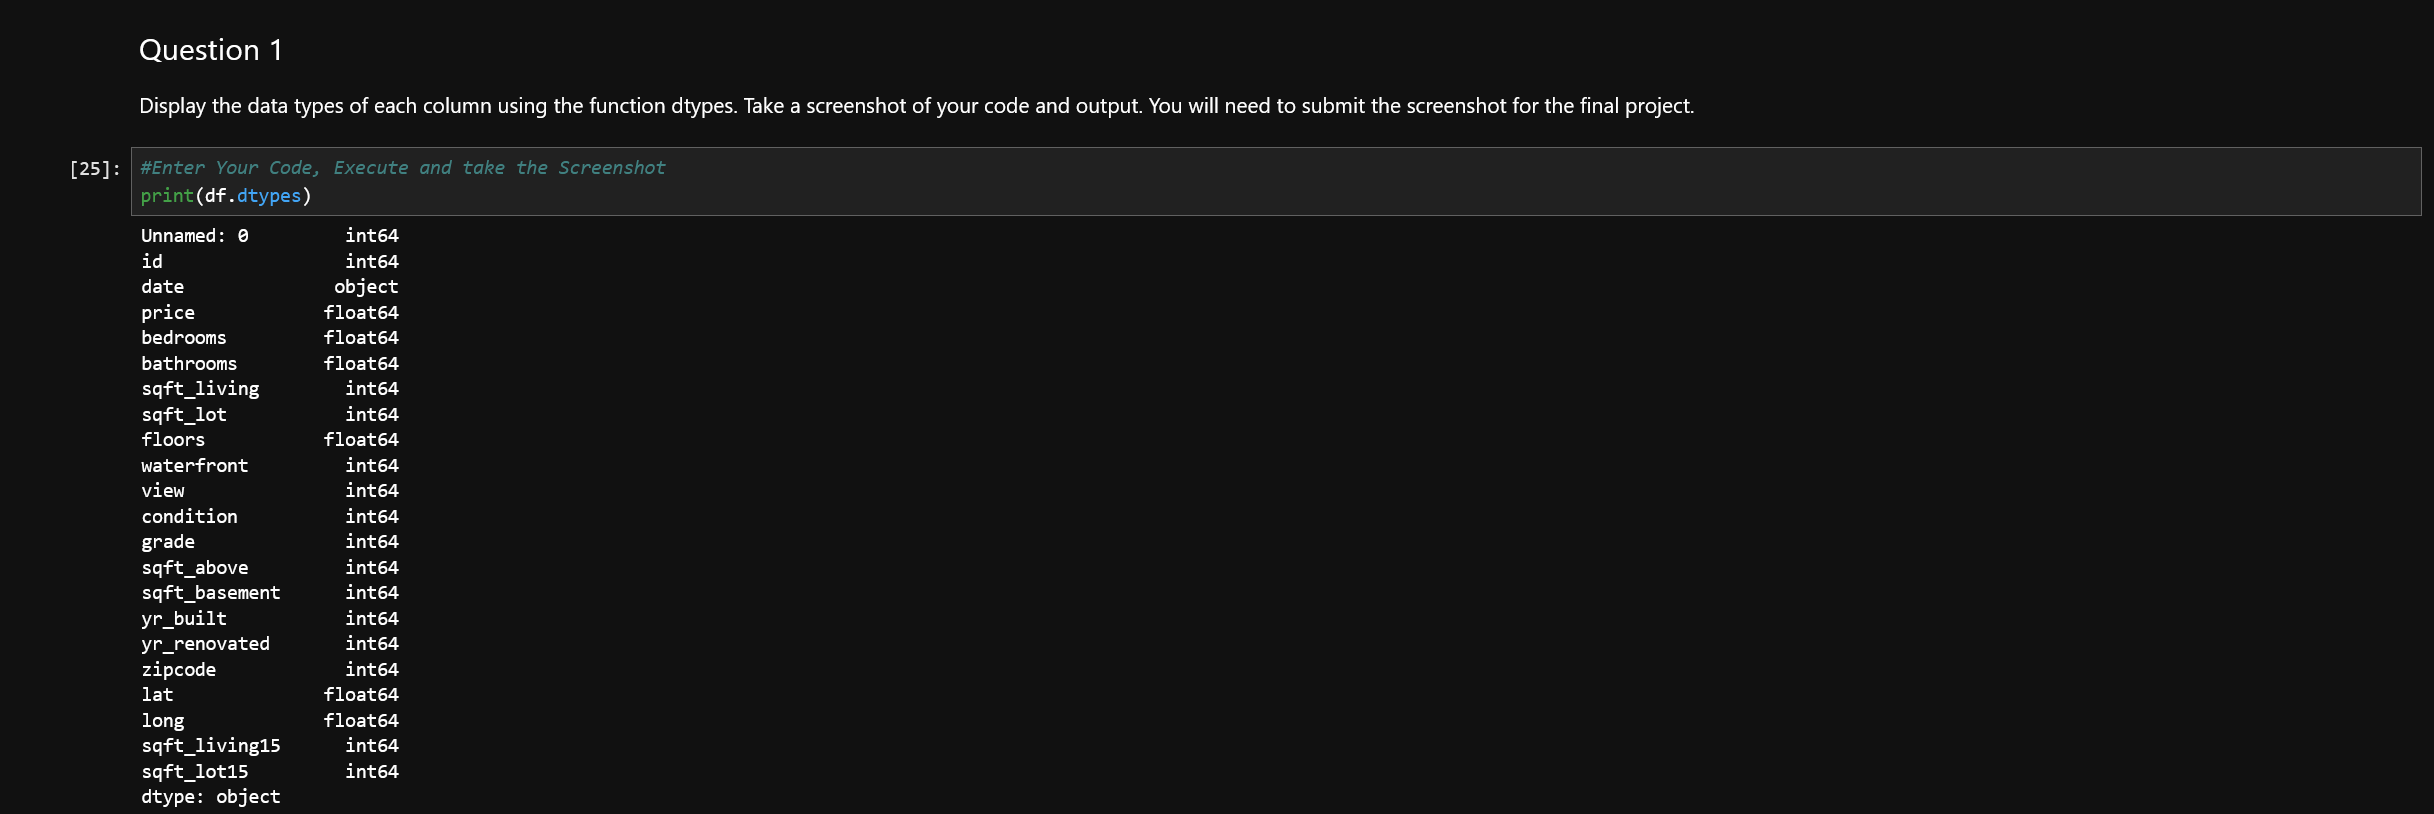 Question 1
Display the data types of each column using the function dtypes. Take a screenshot of your code and output. You will need to submit the screenshot for the final project.
[25]: #Enter Your Code, Execute and take the Screenshot
print(df.dtypes)
Unnamed: 0 int64
id int64
date object
price float64
bedrooms float64
bathrooms float64
sqft_living int64
sqft_lot int64
floors float64
waterfront int64
view int64
condition int64
grade int64
sqft_above int64
sqft_basement int64
yr_built int64
yr_renovated int64
zipcode int64
lat float64
long float64
sqft_living15 int64
sqft_lot15 int64
dtype: object